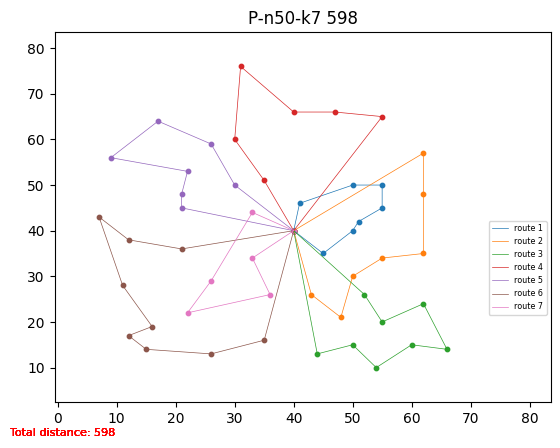 P-n50-k7 598
80
70
60
50
40
30
20
10
0 10 20 30 40 50 60 70 80
route 1
route 2
route 3
route 4
route 5
route 6
route 7
Total distance: 598